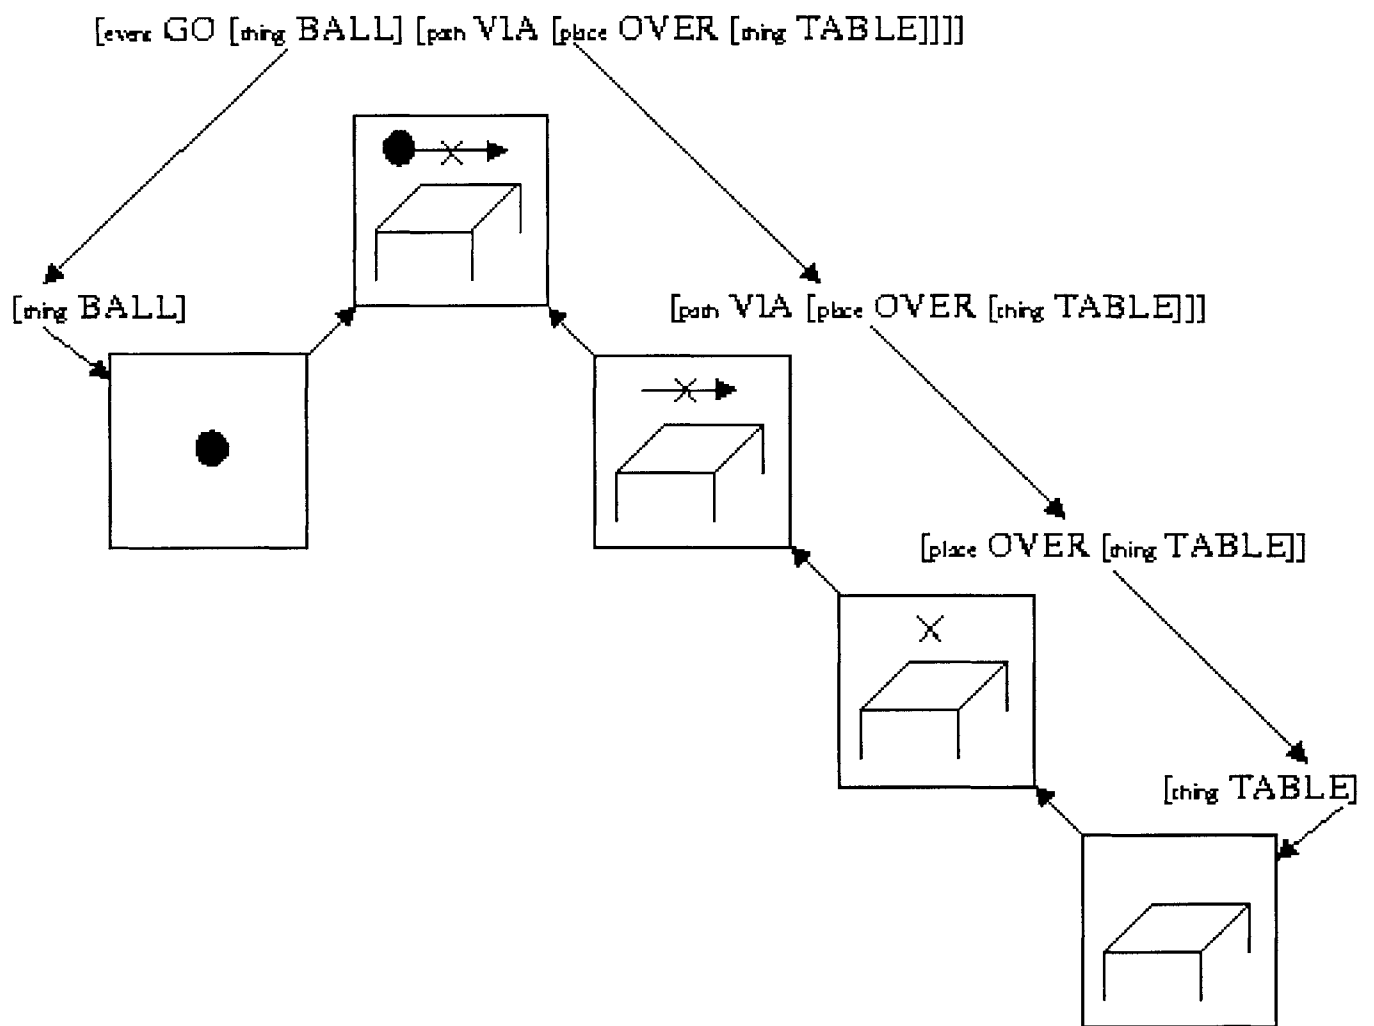 [event GO [thing BALL] [path VIA [place OVER [thing TABLE]]]]
[thing BALL]
[path VIA [place OVER [thing TABLE]]]
[place OVER [thing TABLE]]
[thing TABLE]